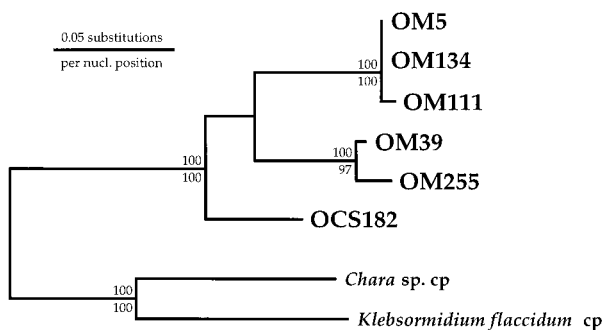 0.05 substitutions
per nucl. position
OM5
OM134
100
100
OM111
OM39
100
97
OM255
100
100
OCS182
Chara sp. cp
100
100
Klebsormidium flaccidum cp